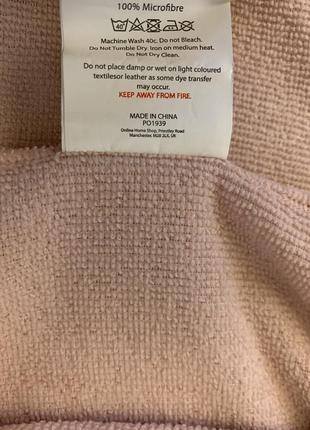 100% Microfibre
40
Machine Wash 40c. Do not Bleach.
Do Not Tumble Dry. Iron on medium heat.
Do Not Dry Clean.
Do not place damp or wet on light coloured
textilesor leather as some dye transfer
may occur.
KEEP AWAY FROM FIRE.
MADE IN CHINA
PO1939
Online Home Shop, Priestley Road
Manchester, M28 2LX, UK